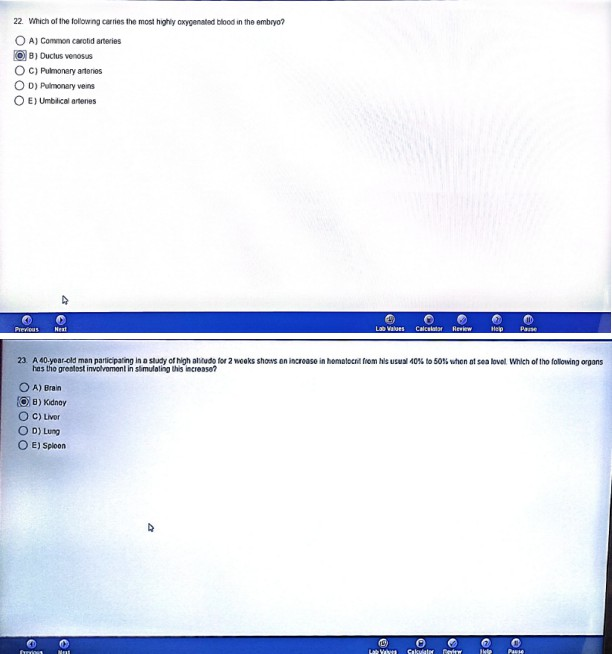 22. Which of the following carries the most highly oxygenated blood in the embryo?
A) Common carotid arteries
B) Ductus venosus
C) Pulmonary arteries
D) Pulmonary veins
E) Umbilical arteries
Previous Next Lab Values Calculator Review Help Pause
23. A 40-year-old man participating in a study of high altitude for 2 weeks shows an increase in hematocrit from his usual 40% to 50% when at sea level. Which of the following organs
has the greatest involvement in stimulating this increase?
A) Brain
B) Kidney
C) Liver
D) Lung
E) Spleen
Previous Next Lab Values Calculator Review Help Pause